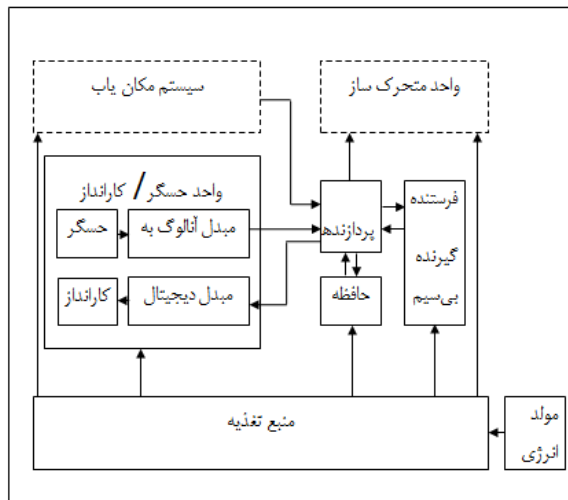 سیستم مکان یاب
واحد متحرک ساز
واحد حسگر/ کارانداز
حسگر
مبدل آنالوگ به
کارانداز
مبدل دیجیتال
پردازنده
حافظه
فرستنده
گیرنده
بی‌سیم
منبع تغذیه
مولد
انرژی